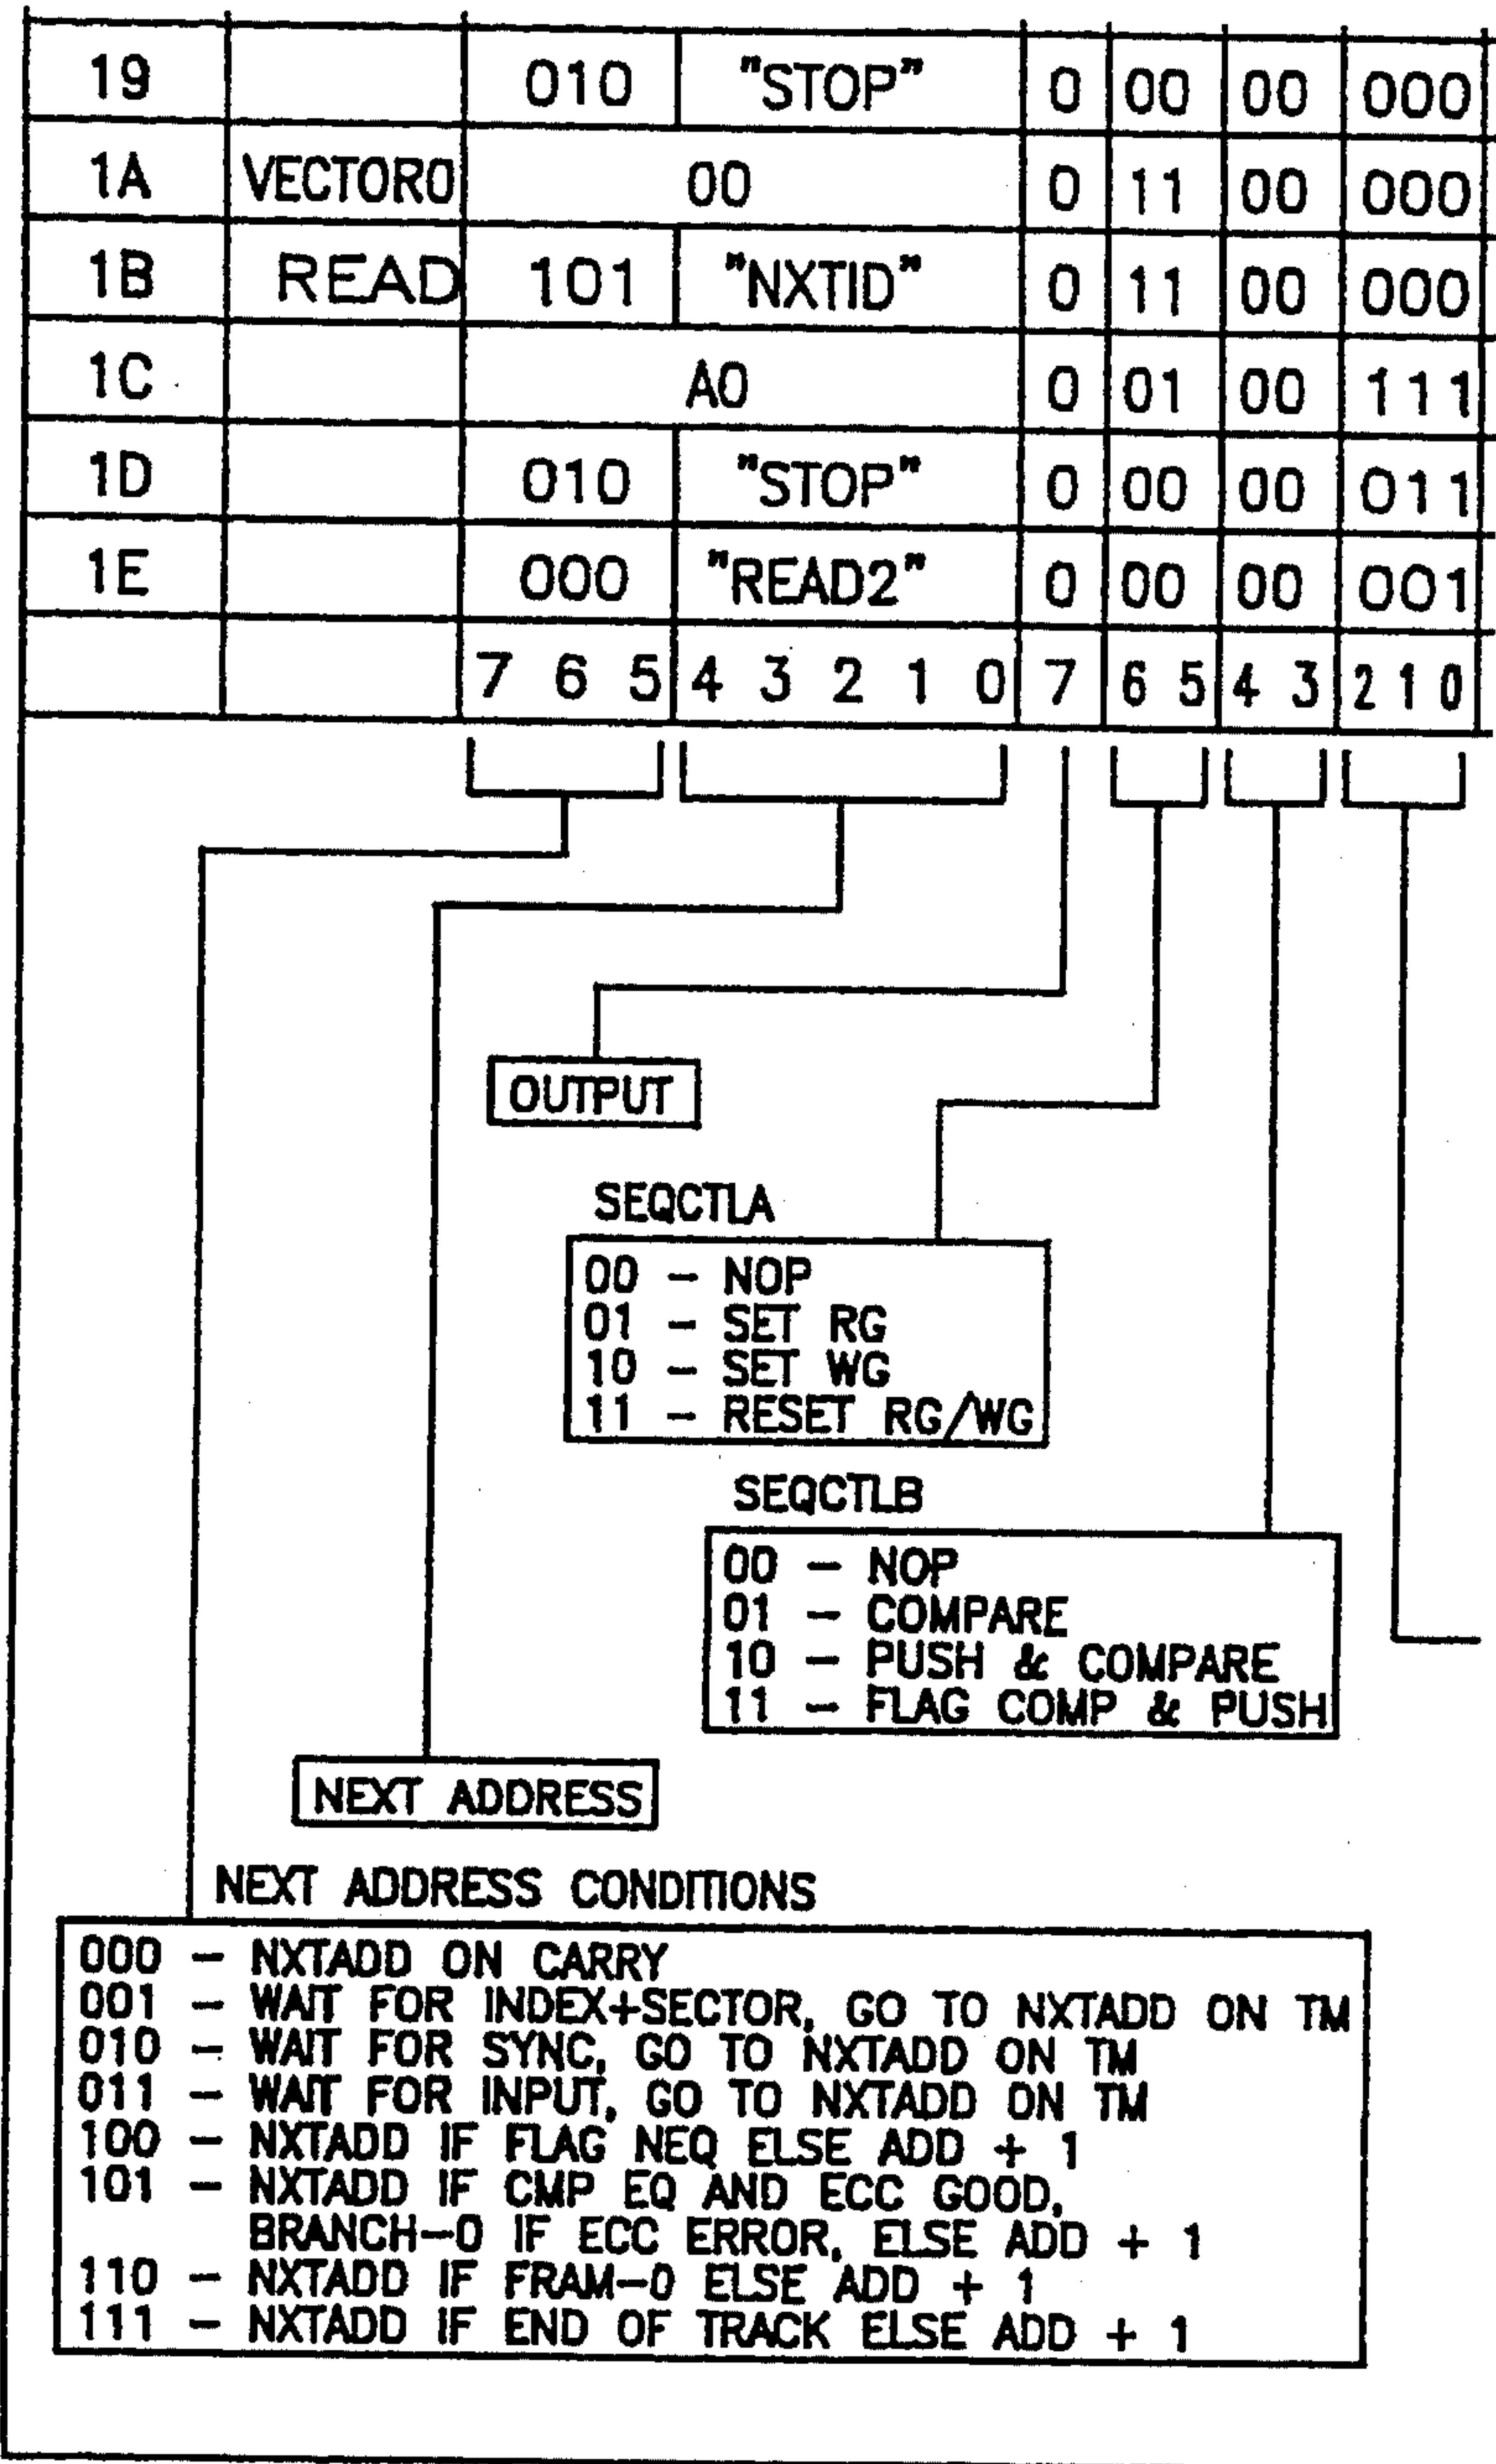 19 010 "STOP" 0 00 00 000
1A VECTOR0 00 0 11 00 000
1B READ 101 "NXTID" 0 11 00 000
1C A0 0 01 00 111
1D 010 "STOP" 0 00 00 011
1E 000 "READ2" 0 00 00 001
7 6 5 4 3 2 1 0 7 6 5 4 3 2 1 0
OUTPUT
SEQCTLA
00 - NOP
01 - SET RG
10 - SET WG
11 - RESET RG/WG
SEQCTLB
00 - NOP
01 - COMPARE
10 - PUSH & COMPARE
11 - FLAG COMP & PUSH
NEXT ADDRESS
NEXT ADDRESS CONDITIONS
000 - NXTADD ON CARRY
001 - WAIT FOR INDEX+SECTOR, GO TO NXTADD ON TM
010 - WAIT FOR SYNC, GO TO NXTADD ON TM
011 - WAIT FOR INPUT, GO TO NXTADD ON TM
100 - NXTADD IF FLAG NEQ ELSE ADD + 1
101 - NXTADD IF CMP EQ AND ECC GOOD,
BRANCH-0 IF ECC ERROR, ELSE ADD + 1
110 - NXTADD IF FRAM-0 ELSE ADD + 1
111 - NXTADD IF END OF TRACK ELSE ADD + 1